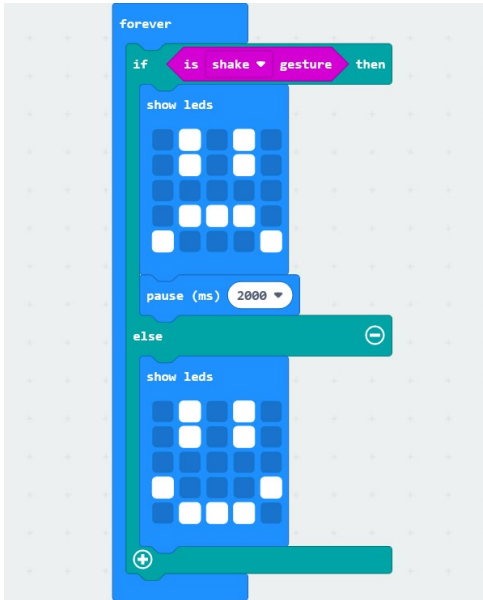 forever
if is shake gesture then
show leds
pause (ms) 2000
else
show leds